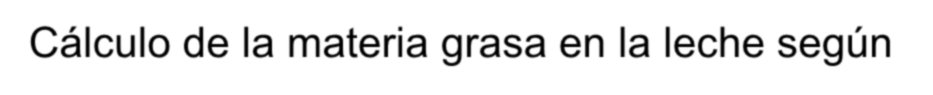 Cálculo de la materia grasa en la leche según